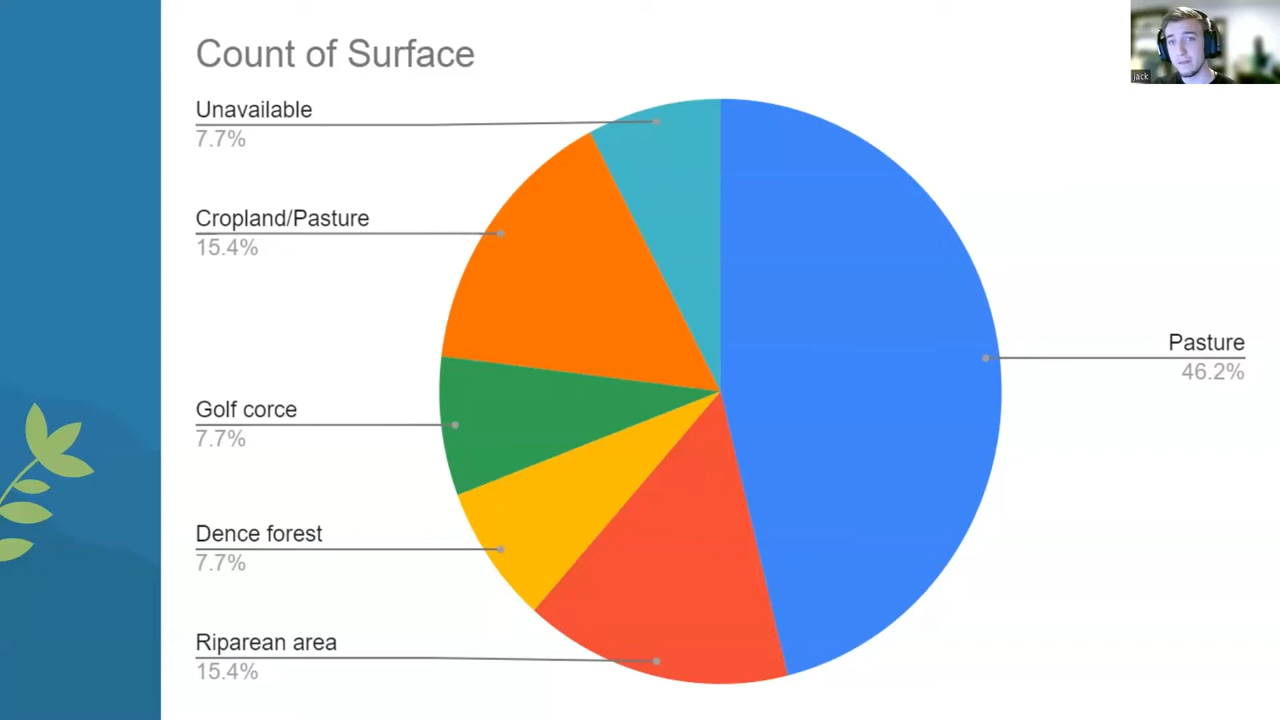 Count of Surface
Unavailable
7.7%
Cropland/Pasture
15.4%
Golf corce
7.7%
Dence forest
7.7%
Riparean area
15.4%
Pasture
46.2%
jack